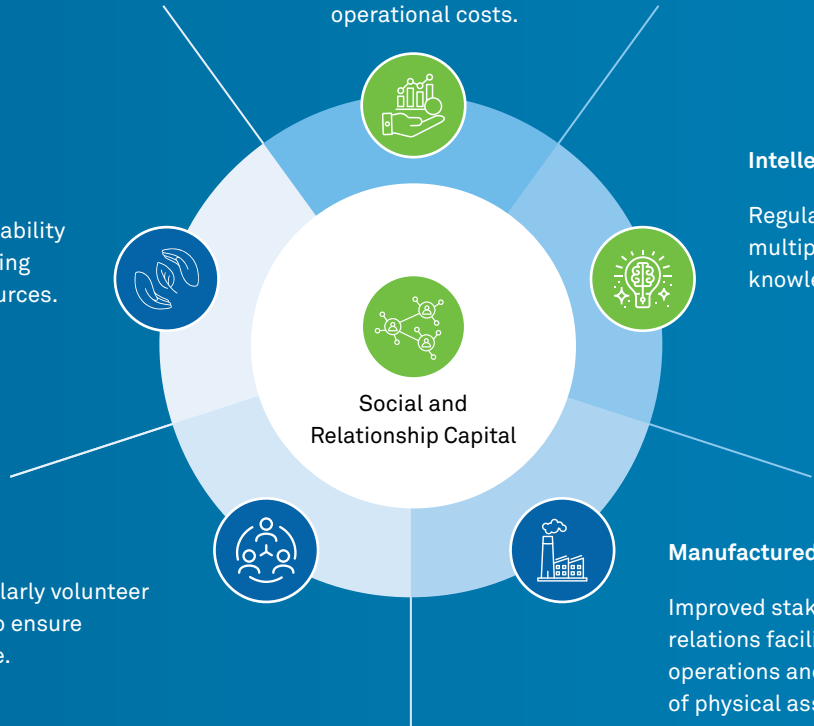 operational costs.
Intelle
Regula
multip
knowle
ability
ing
urces.
Social and
Relationship Capital
Manufactured
Improved stak
relations facili
operations and
of physical ass
larly volunteer
o ensure
e.